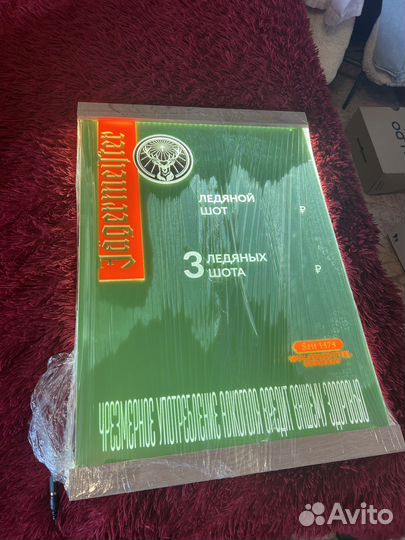 Jägermeister
ЛЕДЯНОЙ
ШОТ
₽
3 ЛЕДЯНЫХ
ШОТА
₽
Seit 1878
ЧРЕЗМЕРНОЕ УПОТРЕБЛЕНИЕ АЛКОГОЛЯ ВРЕДИТ ВАШЕМУ ЗДОРОВЬЮ
Avito